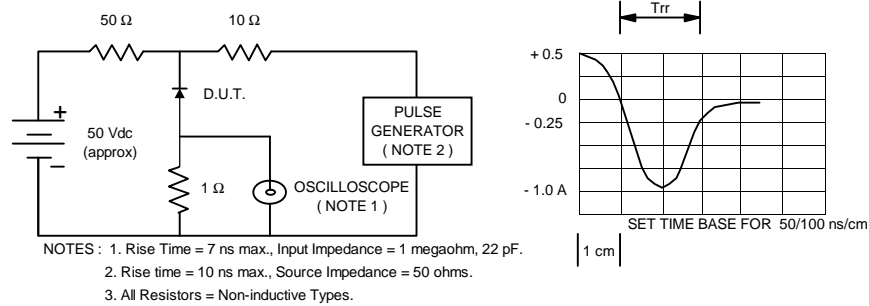 50 Ω
10 Ω
D.U.T.
+
50 Vdc
(approx)
1 Ω
OSCILLOSCOPE
( NOTE 1 )
PULSE
GENERATOR
( NOTE 2 )
Trr
+ 0.5
0
- 0.25
- 1.0 A
SET TIME BASE FOR 50/100 ns/cm
1 cm
NOTES : 1. Rise Time = 7 ns max., Input Impedance = 1 megaohm, 22 pF.
2. Rise time = 10 ns max., Source Impedance = 50 ohms.
3. All Resistors = Non-inductive Types.